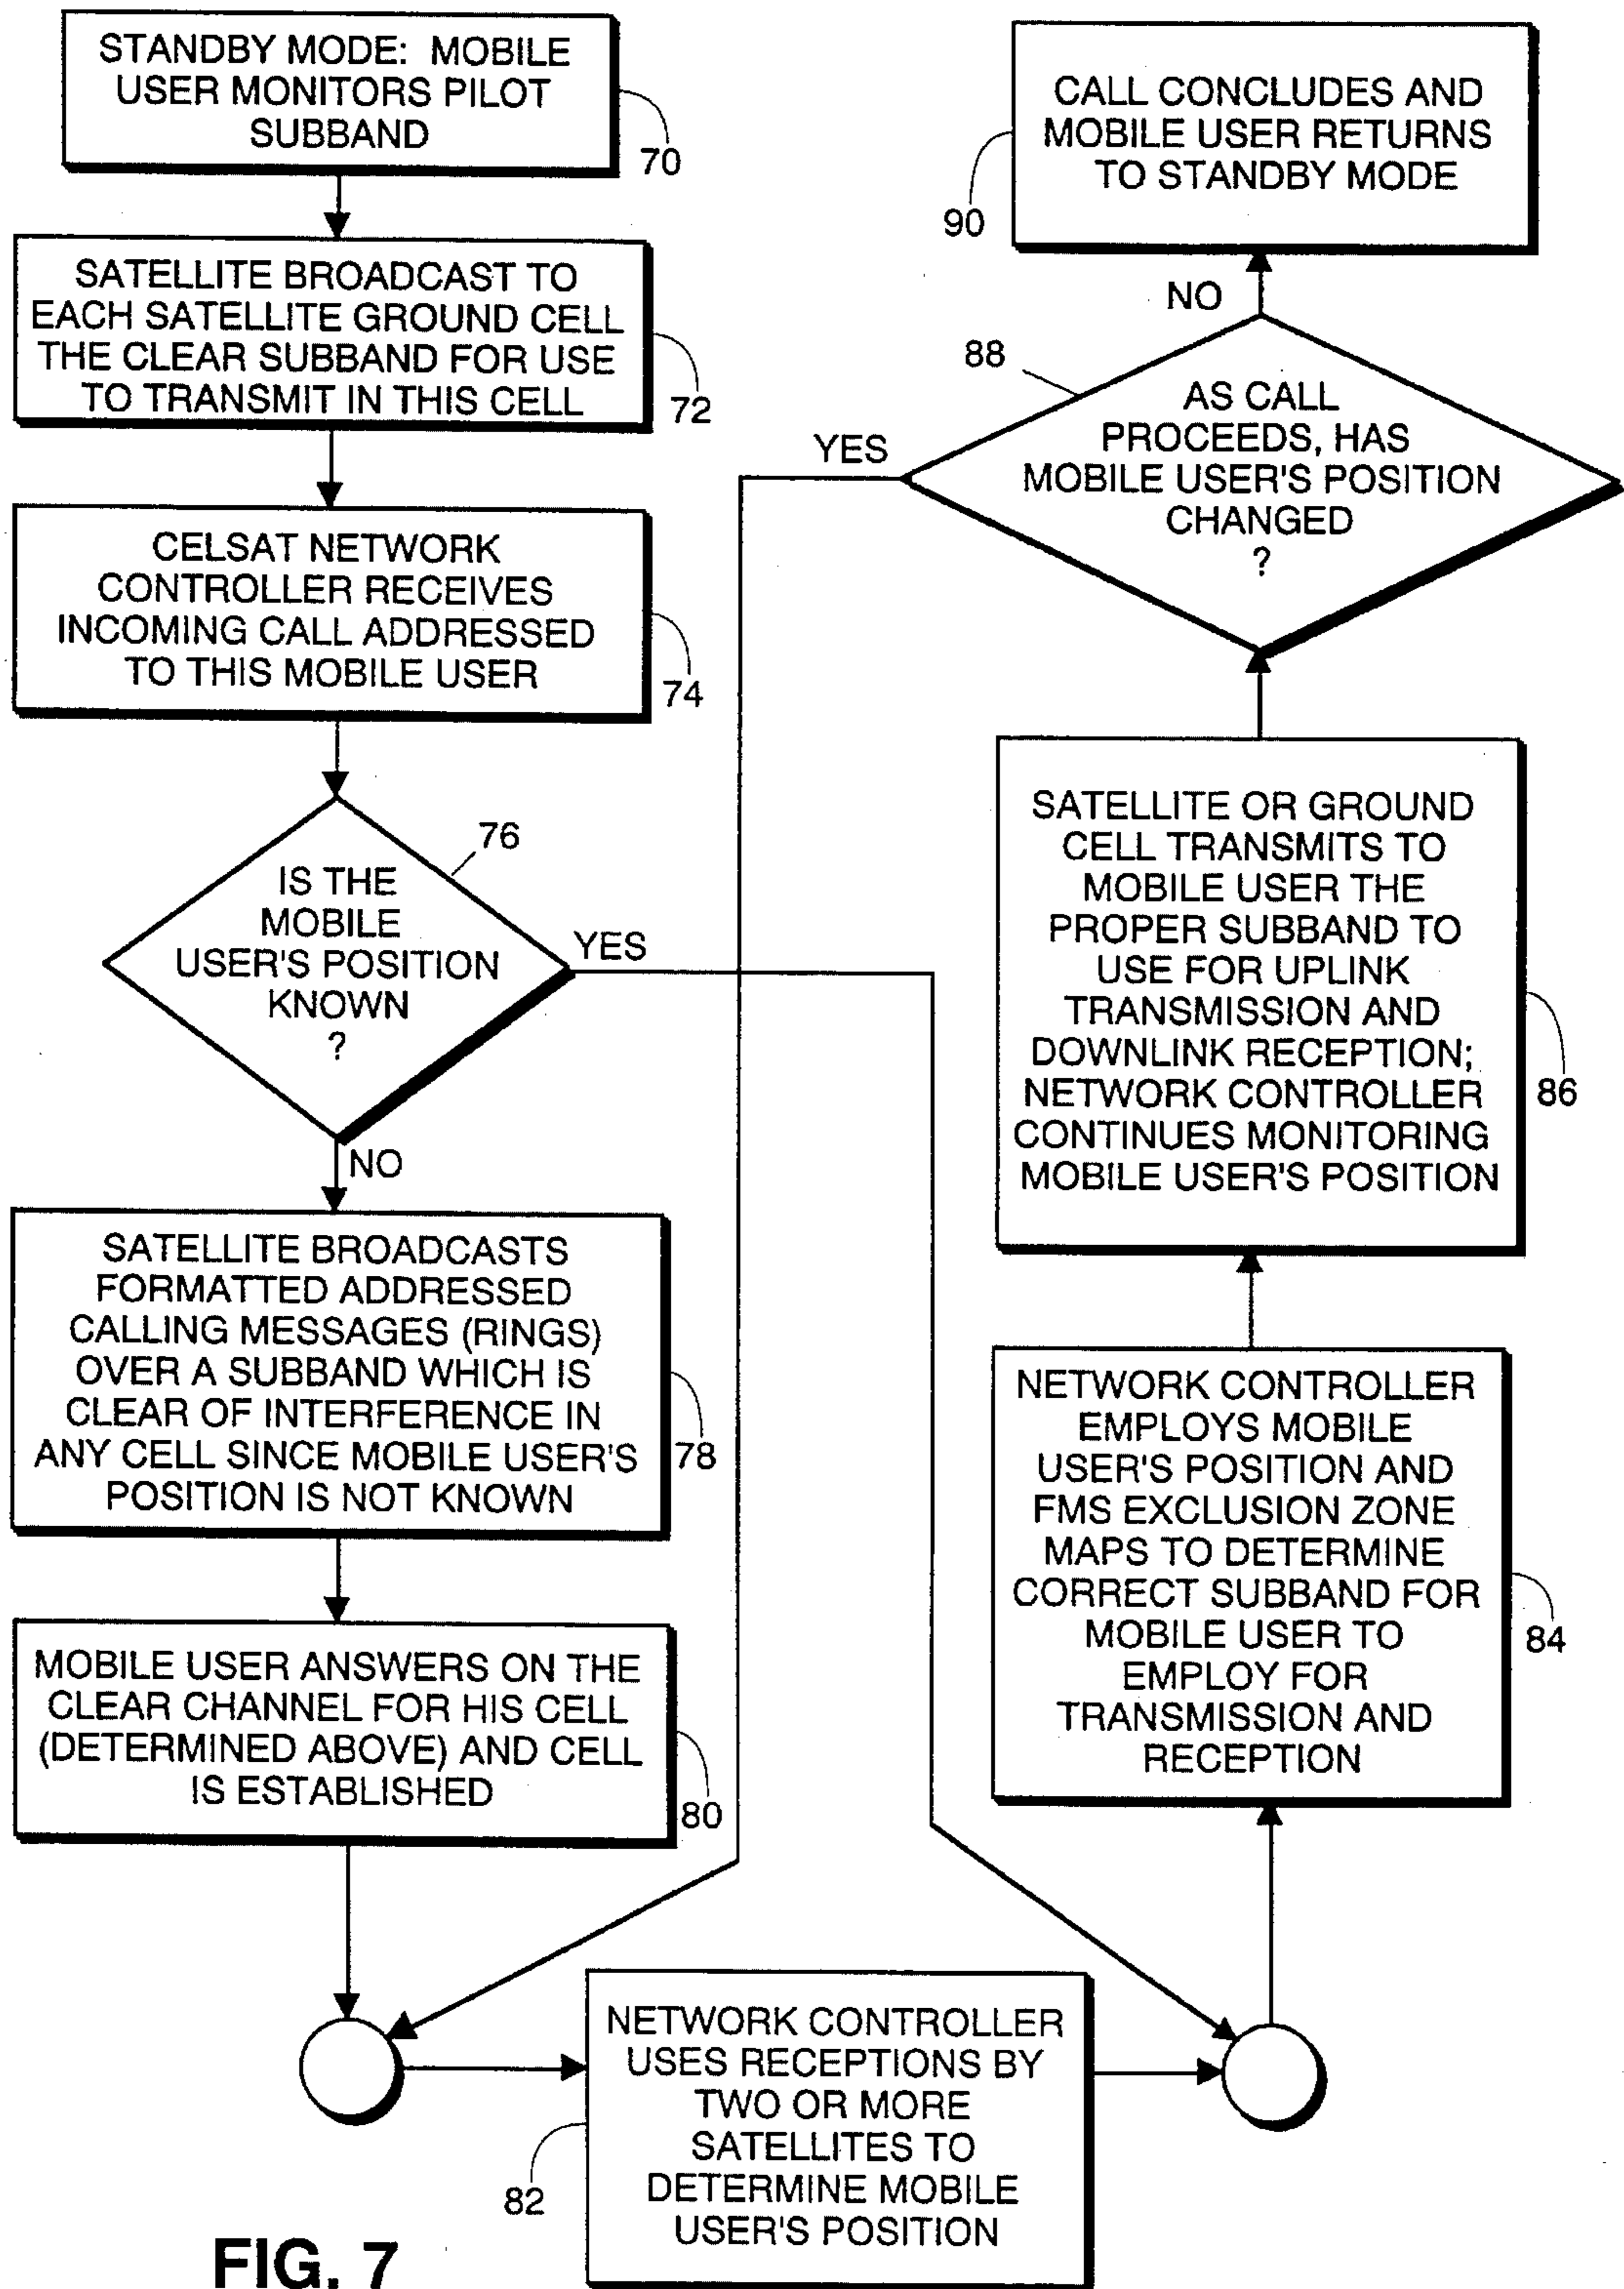 STANDBY MODE: MOBILE
USER MONITORS PILOT
SUBBAND
70
SATELLITE BROADCAST TO
EACH SATELLITE GROUND CELL
THE CLEAR SUBBAND FOR USE
TO TRANSMIT IN THIS CELL
72
CELSAT NETWORK
CONTROLLER RECEIVES
INCOMING CALL ADDRESSED
TO THIS MOBILE USER
74
76
IS THE
MOBILE
USER'S POSITION
KNOWN
?
YES
NO
SATELLITE BROADCASTS
FORMATTED ADDRESSED
CALLING MESSAGES (RINGS)
OVER A SUBBAND WHICH IS
CLEAR OF INTERFERENCE IN
ANY CELL SINCE MOBILE USER'S
POSITION IS NOT KNOWN
78
MOBILE USER ANSWERS ON THE
CLEAR CHANNEL FOR HIS CELL
(DETERMINED ABOVE) AND CELL
IS ESTABLISHED
80
NETWORK CONTROLLER
USES RECEPTIONS BY
TWO OR MORE
SATELLITES TO
DETERMINE MOBILE
USER'S POSITION
82
NETWORK CONTROLLER
EMPLOYS MOBILE
USER'S POSITION AND
FMS EXCLUSION ZONE
MAPS TO DETERMINE
CORRECT SUBBAND FOR
MOBILE USER TO
EMPLOY FOR
TRANSMISSION AND
RECEPTION
84
SATELLITE OR GROUND
CELL TRANSMITS TO
MOBILE USER THE
PROPER SUBBAND TO
USE FOR UPLINK
TRANSMISSION AND
DOWNLINK RECEPTION;
NETWORK CONTROLLER
CONTINUES MONITORING
MOBILE USER'S POSITION
86
88
AS CALL
PROCEEDS, HAS
MOBILE USER'S POSITION
CHANGED
?
YES
NO
CALL CONCLUDES AND
MOBILE USER RETURNS
TO STANDBY MODE
90
FIG. 7